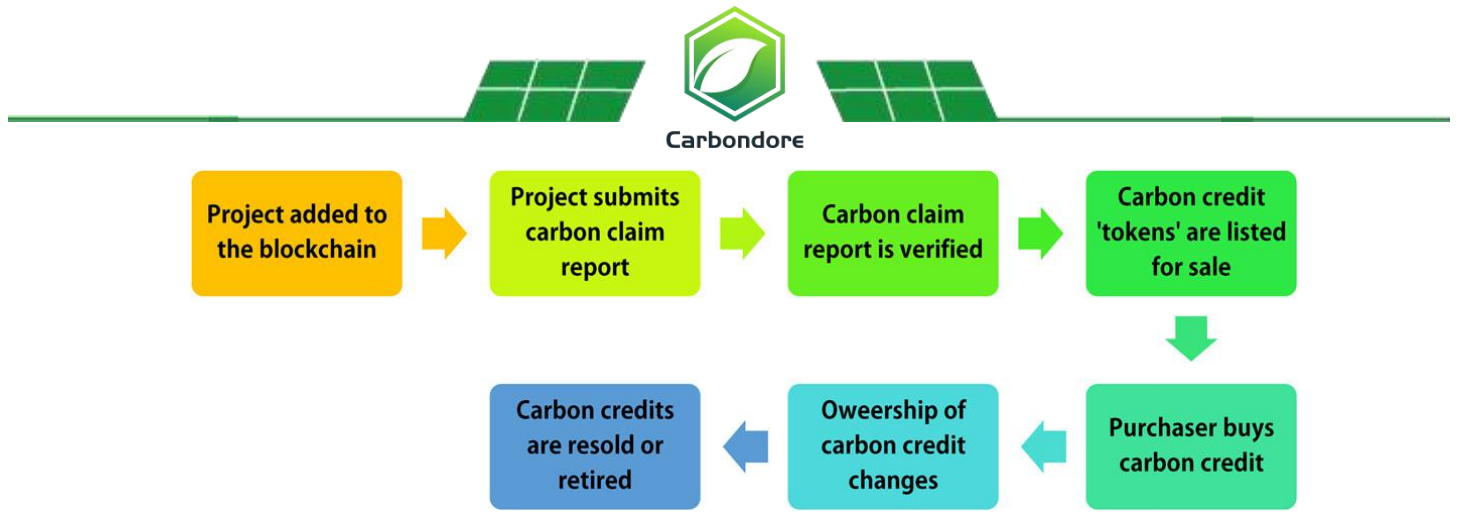 Carbondore
Project added to
the blockchain
Project submits
carbon claim
report
Carbon claim
report is verified
Carbon credit
'tokens' are listed
for sale
Purchaser buys
carbon credit
Oweership of
carbon credit
changes
Carbon credits
are resold or
retired